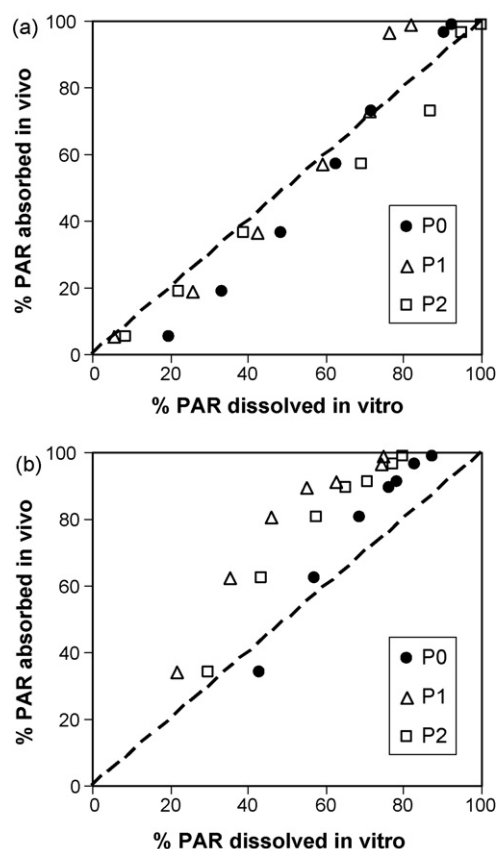 (a)
% PAR absorbed in vivo
100
80
60
40
20
0
P0
P1
P2
0 20 40 60 80 100
% PAR dissolved in vitro
(b)
% PAR absorbed in vivo
100
80
60
40
20
0
P0
P1
P2
0 20 40 60 80 100
% PAR dissolved in vitro